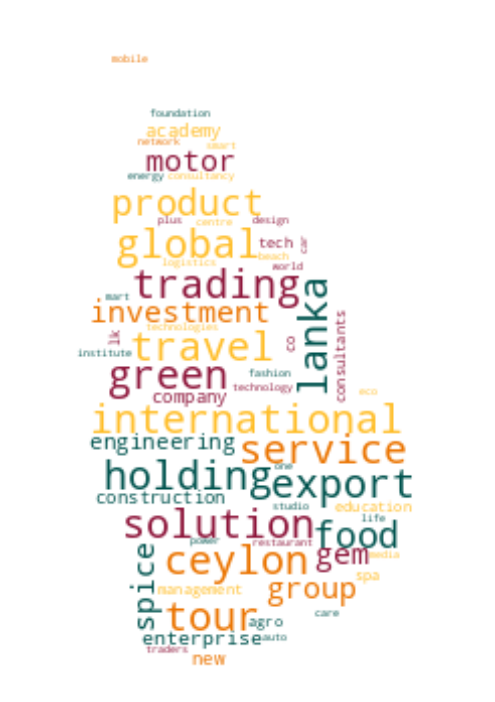 mobile
foundation
academy
network smart
motor
energy consultancy
product
plus centre design
global tech car
beach
logistics world
trading
mart lanka
investment consultants
technologies
lk travel co
institute
green fashion
technology
company eco
international
engineering service
holding one
export
construction
studio education
solution life
food
power restaurant
ceylon gem media
spice spa
management group
tour care
agro
enterprise auto
traders
new